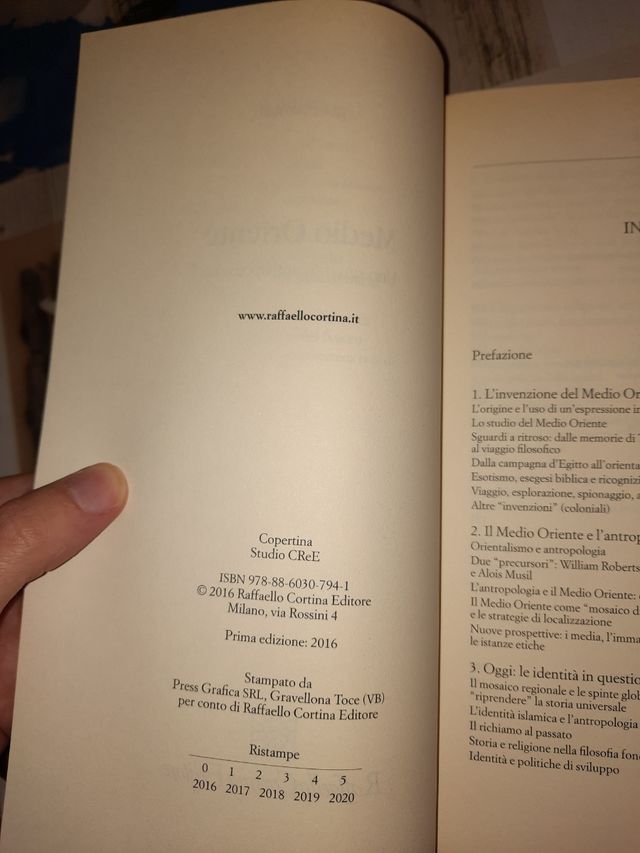 www.raffaellocortina.it
Copertina
Studio CReE
ISBN 978-88-6030-794-1
© 2016 Raffaello Cortina Editore
Milano, via Rossini 4
Prima edizione: 2016
Stampato da
Press Grafica SRL, Gravellona Toce (VB)
per conto di Raffaello Cortina Editore
Ristampe
0 1 2 3 4 5
2016 2017 2018 2019 2020
IN
Prefazione
1. L'invenzione del Medio Or
L'origine e l'uso di un'espressione in
Lo studio del Medio Oriente
Sguardi a ritroso: dalle memorie di
al viaggio filosofico
Dalla campagna d'Egitto all'orienta
Esotismo, esegesi biblica e ricogniz
Viaggio, esplorazione, spionaggio, a
Altre "invenzioni" (coloniali)
2. Il Medio Oriente e l'antrop
Orientalismo e antropologia
Due "precursori": William Roberts
e Alois Musil
L'antropologia e il Medio Oriente:
Il Medio Oriente come "mosaico d
e le strategie di localizzazione
Nuove prospettive: i media, l'imma
le istanze etiche
3. Oggi: le identità in questio
Il mosaico regionale e le spinte glob
"riprendere" la storia universale
L'identità islamica e l'antropologia
Il richiamo al passato
Storia e religione nella filosofia fon
Identità e politiche di sviluppo